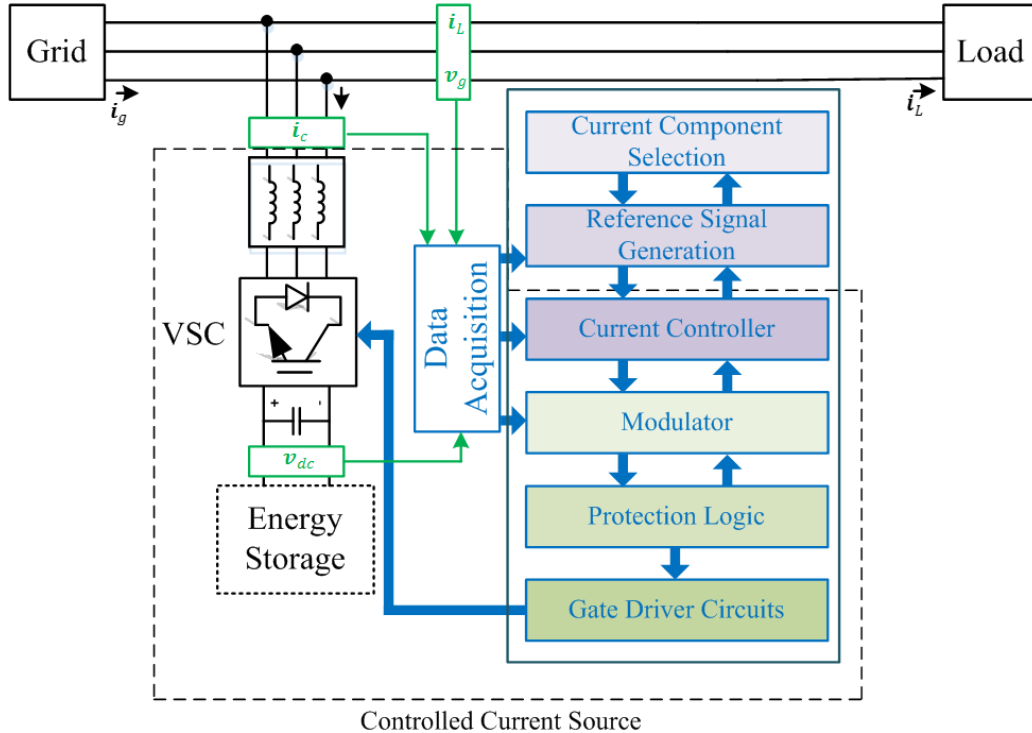 Grid
i_L
Load
v_g
i_g
i_L
i_c
Current Component
Selection
Reference Signal
Generation
Data
Acquisition
VSC
Current Controller
+
-
Modulator
v_dc
Energy
Storage
Protection Logic
Gate Driver Circuits
Controlled Current Source